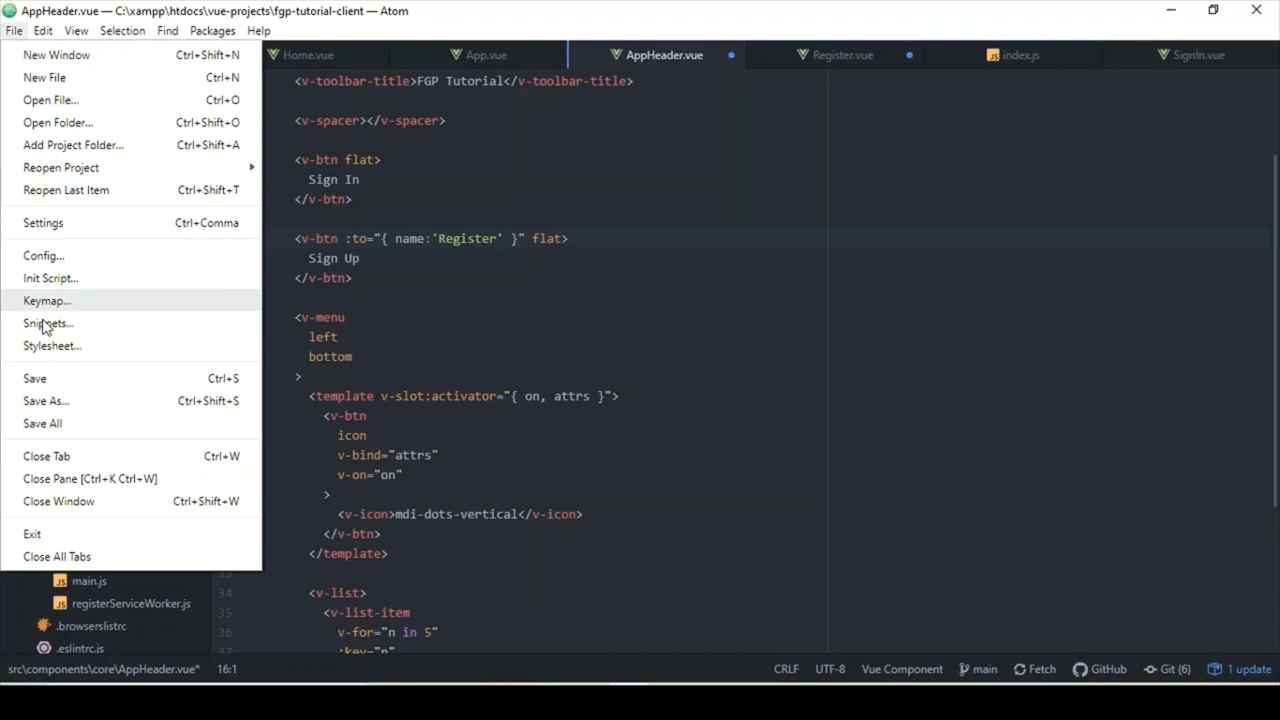 AppHeader.vue — C:\xampp\htdocs\vue-projects\fgp-tutorial-client — Atom
File Edit View Selection Find Packages Help
New Window Ctrl+Shift+N
New File Ctrl+N
Open File... Ctrl+O
Open Folder... Ctrl+Shift+O
Add Project Folder... Ctrl+Shift+A
Reopen Project
Reopen Last Item Ctrl+Shift+T
Settings Ctrl+Comma
Config...
Init Script...
Keymap...
Snippets...
Stylesheet...
Save Ctrl+S
Save As... Ctrl+Shift+S
Save All
Close Tab Ctrl+W
Close Pane [Ctrl+K Ctrl+W]
Close Window Ctrl+Shift+W
Exit
Close All Tabs
JS main.js
JS registerServiceWorker.js
.browserslistrc
.eslintrc.js
Home.vue App.vue AppHeader.vue Register.vue JS index.js SignIn.vue
<v-toolbar-title>FGP Tutorial</v-toolbar-title>
<v-spacer></v-spacer>
<v-btn flat>
Sign In
</v-btn>
<v-btn :to="{ name:'Register' }" flat>
Sign Up
</v-btn>
<v-menu
left
bottom
>
<template v-slot:activator="{ on, attrs }">
<v-btn
icon
v-bind="attrs"
v-on="on"
>
<v-icon>mdi-dots-vertical</v-icon>
</v-btn>
33 </template>
34 <v-list>
35 <v-list-item
36 v-for="n in 5"
37 :key="n"
src\components\core\AppHeader.vue* 16:1 CRLF UTF-8 Vue Component main Fetch GitHub Git (6) 1 update